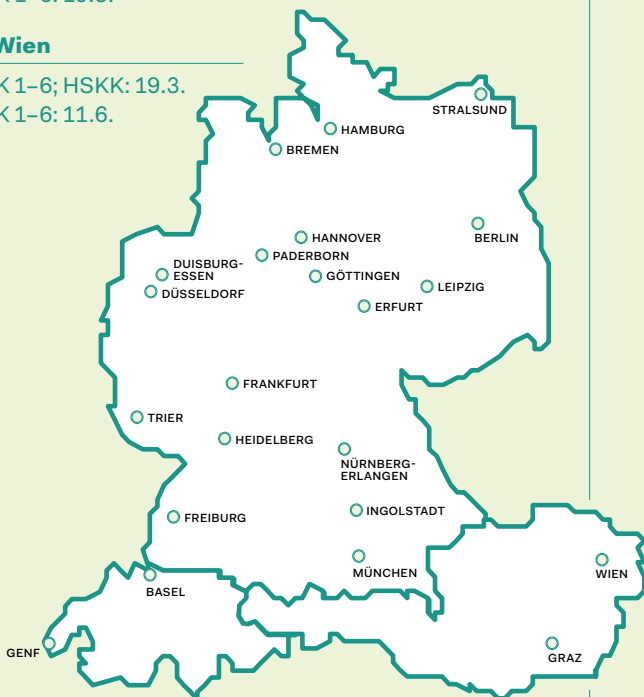 Wien
K 1–6; HSKK: 19.3.
K 1–6: 11.6.
STRALSUND
HAMBURG
BREMEN
BERLIN
HANNOVER
PADERBORN
DUISBURG-
ESSEN
GÖTTINGEN
LEIPZIG
DÜSSELDORF
ERFURT
FRANKFURT
TRIER
HEIDELBERG
NÜRNBERG-
ERLANGEN
FREIBURG
INGOLSTADT
MÜNCHEN
WIEN
BASEL
GENF
GRAZ